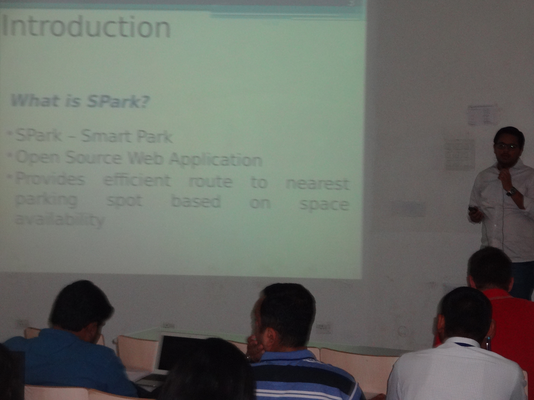 Introduction
What is SPark?
•SPark – Smart Park
•Open Source Web Application
•Provides efficient route to nearest
parking spot based on space
availability